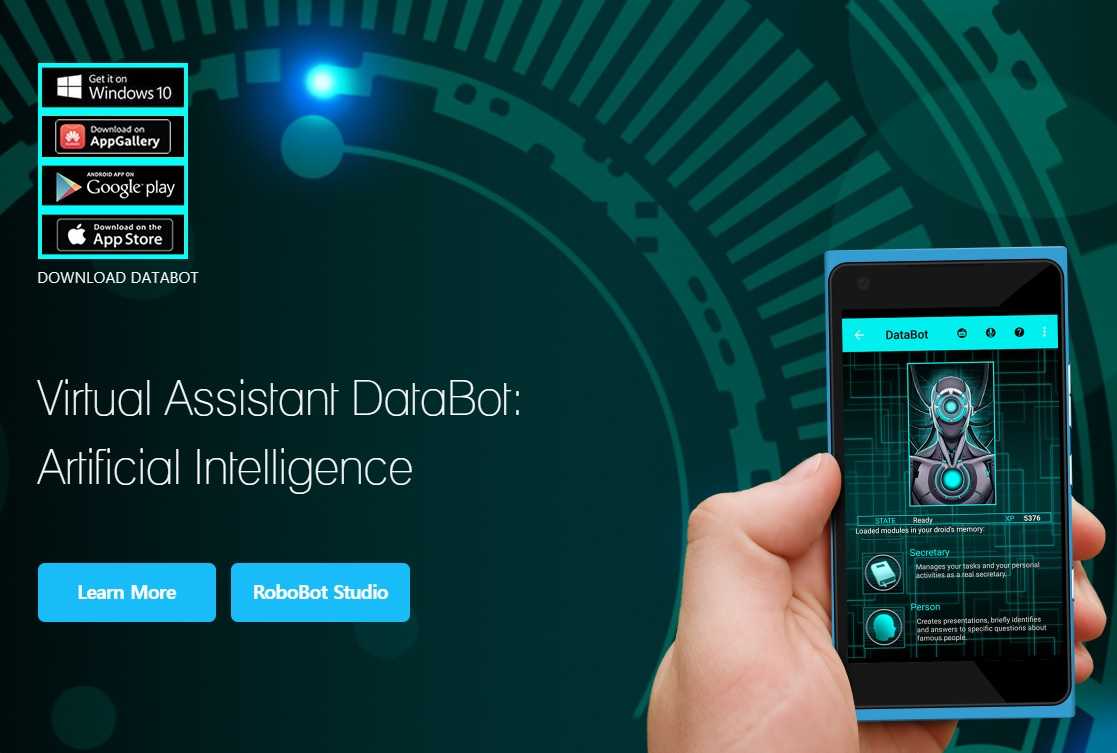 Get it on
Windows 10
Download on
AppGallery
ANDROID APP ON
Google play
Download on the
App Store
DOWNLOAD DATABOT
Virtual Assistant DataBot:
Artificial Intelligence
Learn More
RoboBot Studio
DataBot
?
STATE Ready XP 5376
Loaded modules in your droid's memory:
Secretary
Manages your tasks and your personal
activities as a real secretary.
Person
Creates presentations, briefly identifies
and answers to specific questions about
famous people.